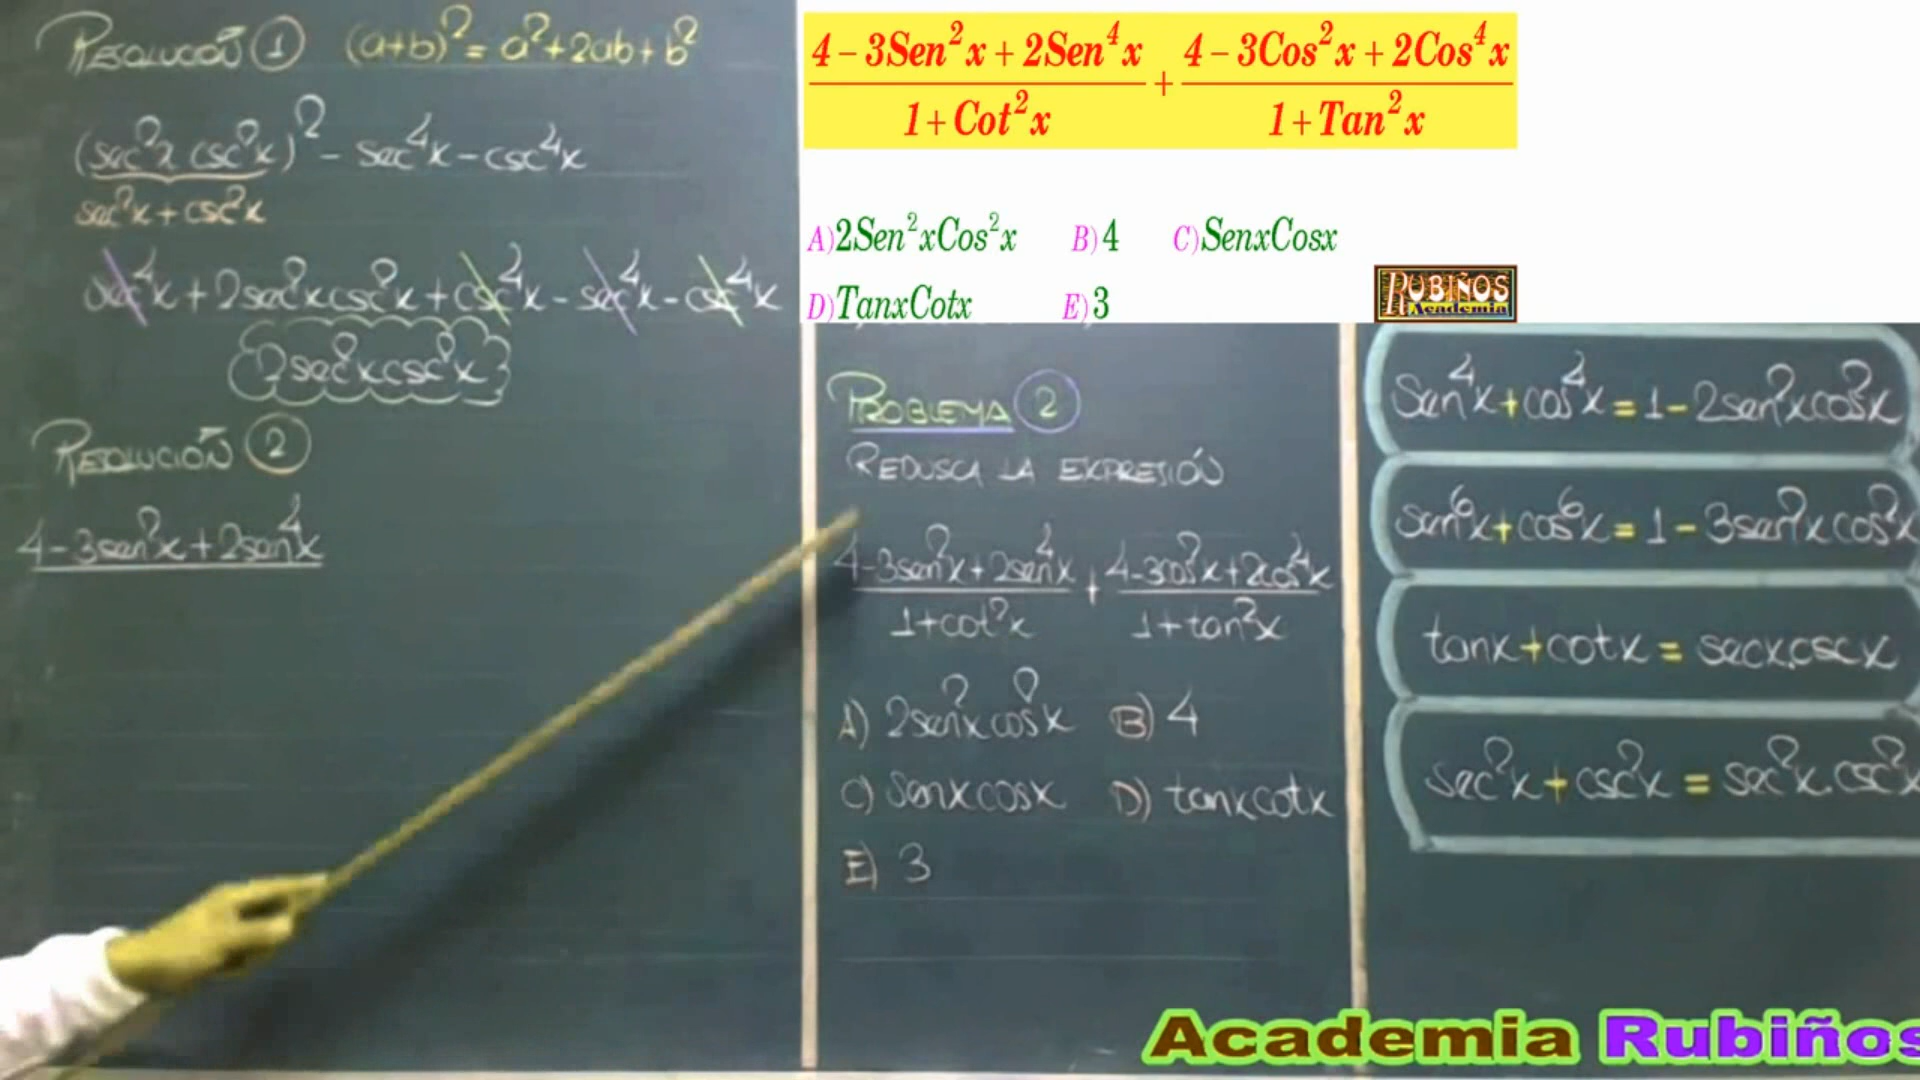 RESOLUCIÓN 1 (a+b)² = a²+2ab+b²
(sec²x csc²x)² - sec⁴x - csc⁴x
sec²x + csc²x
sec⁴x + 2sec²xcsc²x + csc⁴x - sec⁴x - csc⁴x
2sec²xcsc²x
RESOLUCIÓN 2
4-3sen²x+2sen⁴x
4-3Sen²x+2Sen⁴x / 1+Cot²x + 4-3Cos²x+2Cos⁴x / 1+Tan²x
A)2Sen²xCos²x B)4 C)SenxCosx
D)TanxCotx E)3
RUBIÑOS
Academia
PROBLEMA 2
REDUSCA LA EXPRESIÓN
4-3sen²x+2sen⁴x / 1+cot²x + 4-3cos²x+2cos⁴x / 1+tan²x
A) 2sen²xcos²x B) 4
C) senxcosx D) tanxcotx
E) 3
sen⁴x+cos⁴x = 1-2sen²xcos²x
sen⁶x+cos⁶x = 1-3sen²xcos²x
tanx+cotx = secx.cscx
sec²x+csc²x = sec²x.csc²x
Academia Rubiños